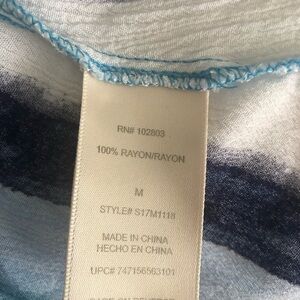 RN# 102803
100% RAYON/RAYON
M
STYLE# S17M1118
MADE IN CHINA
HECHO EN CHINA
UPC# 747156563101